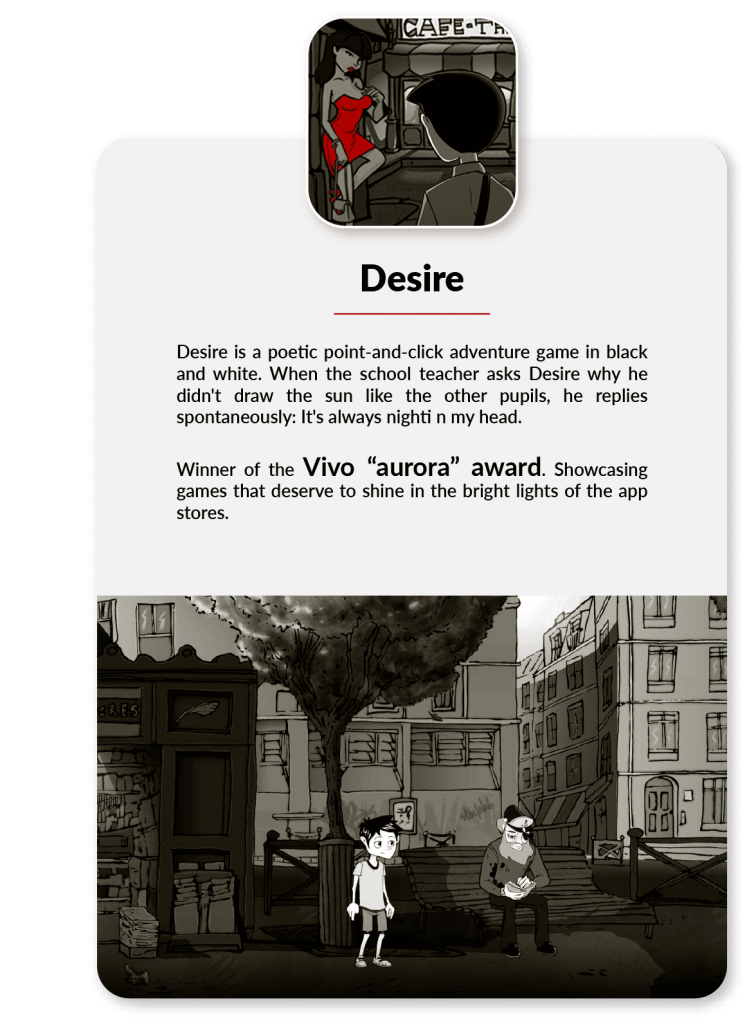 CAFE-T
Desire
Desire is a poetic point-and-click adventure game in black
and white. When the school teacher asks Desire why he
didn't draw the sun like the other pupils, he replies
spontaneously: It's always nighti n my head.
Winner of the Vivo “aurora” award. Showcasing
games that deserve to shine in the bright lights of the app
stores.
RES